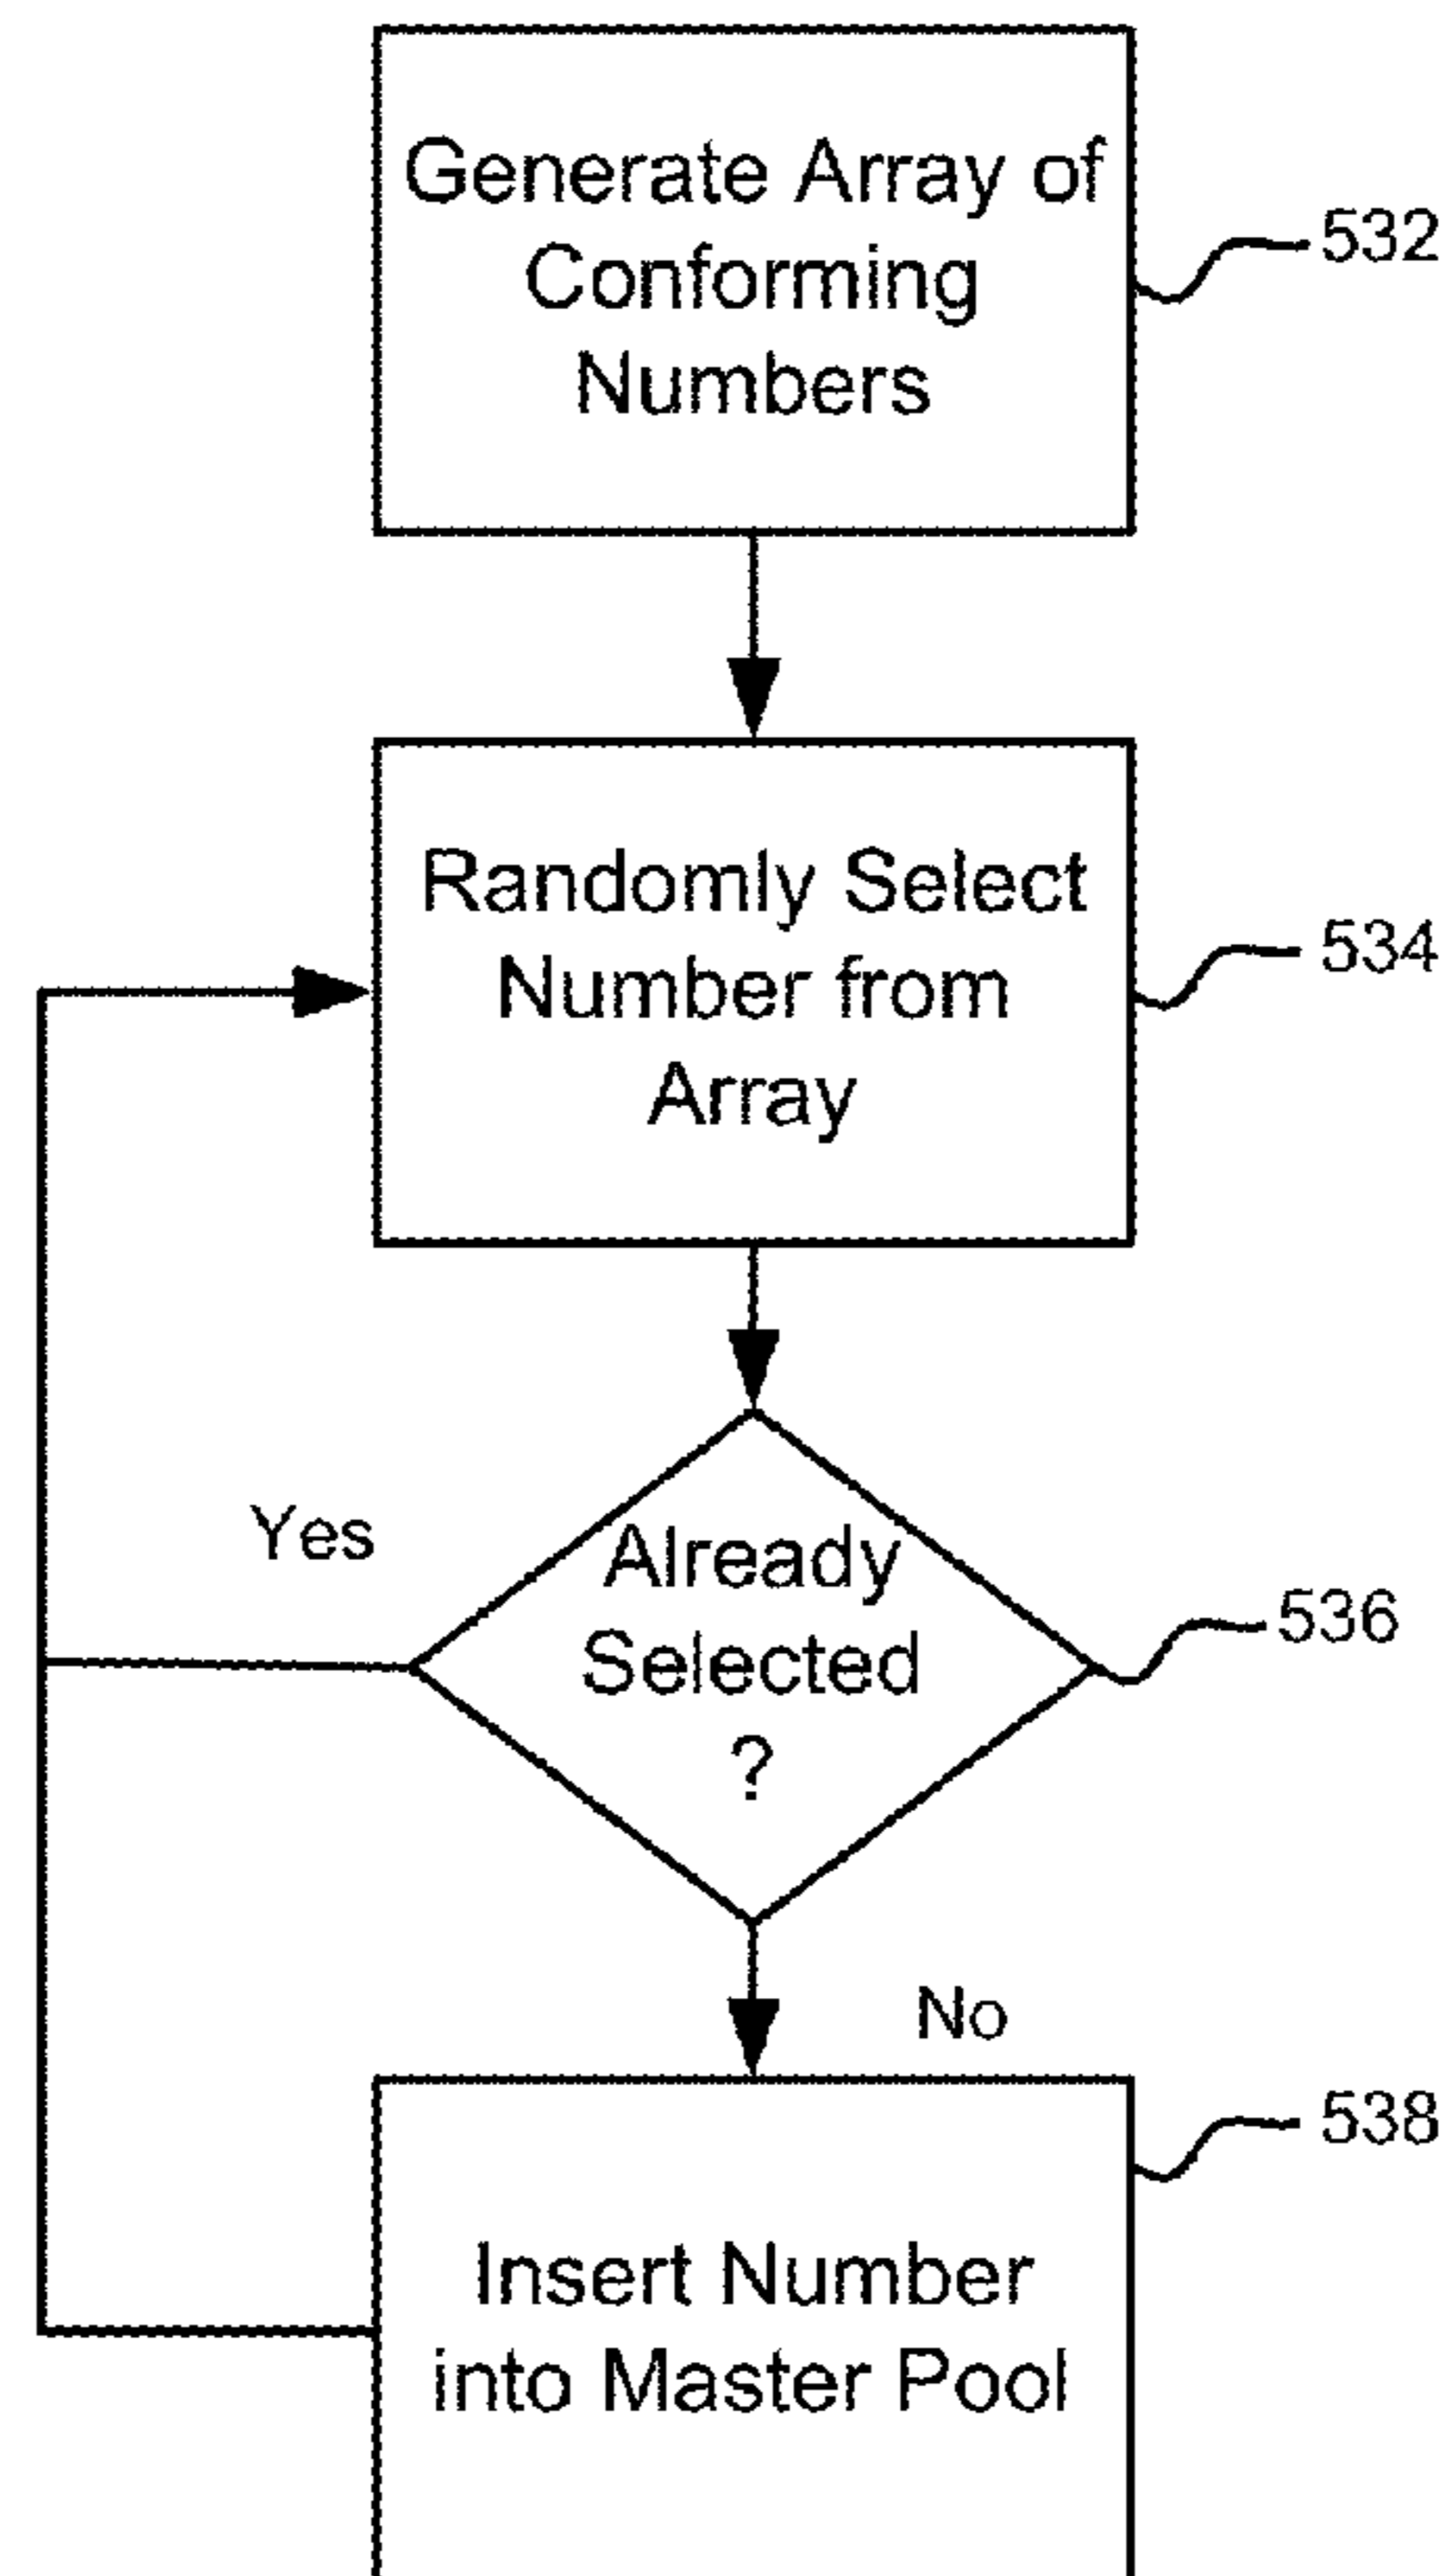 Generate Array of
Conforming
Numbers
532
Randomly Select
Number from
Array
534
Yes
Already
Selected
?
536
No
538
Insert Number
into Master Pool